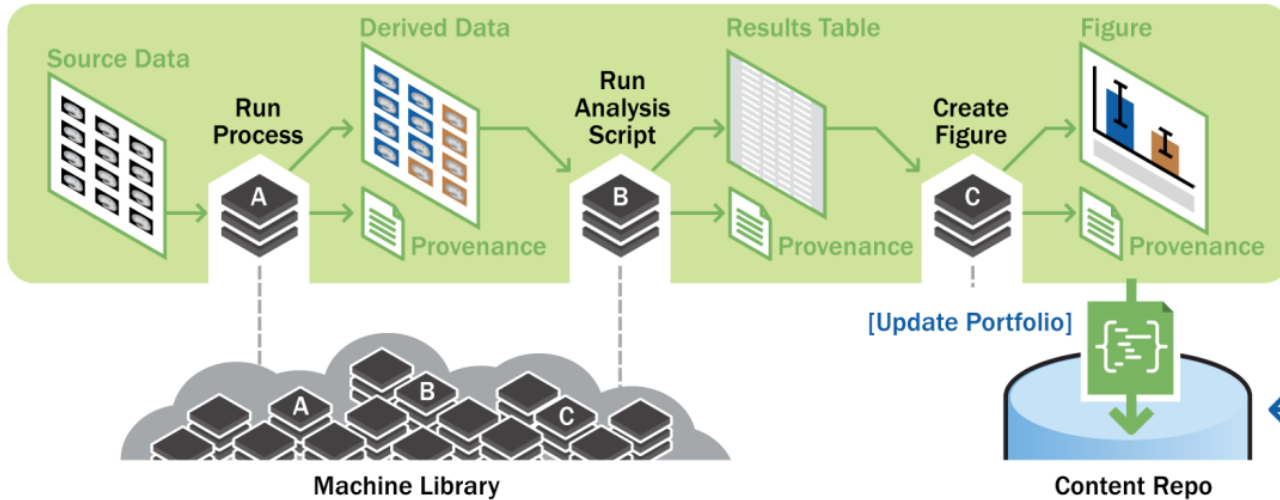 Source Data
Run
Process
A
Derived Data
Provenance
Run
Analysis
Script
B
Results Table
Provenance
Create
Figure
C
Figure
Provenance
[Update Portfolio]
{ }
A
B
C
Machine Library
Content Repo